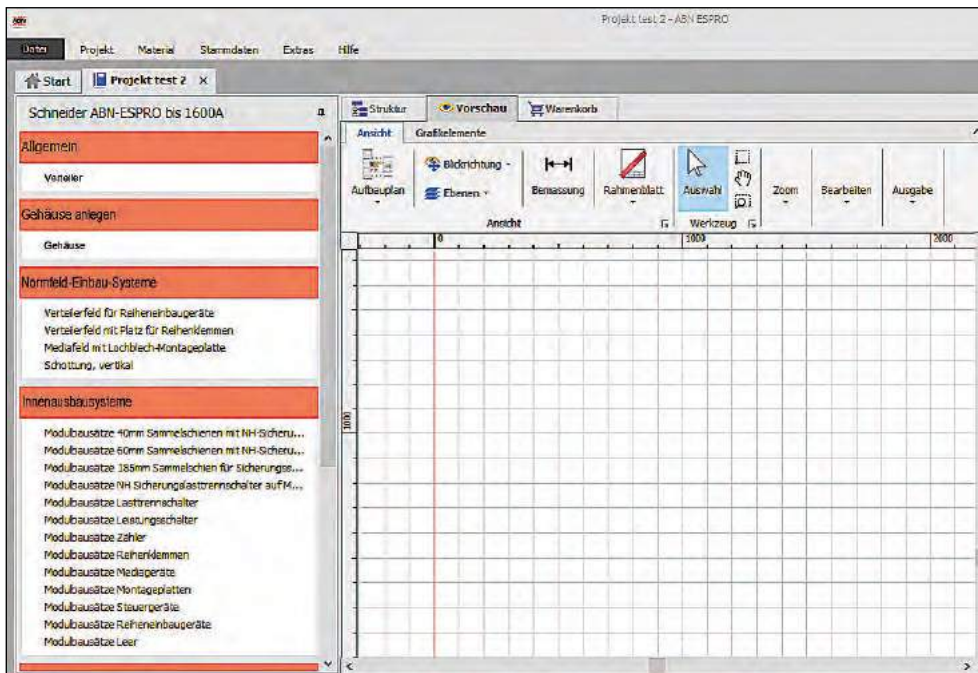 Projekt test 2 - ABN ESPRO
Datei Projekt Material Stammdaten Extras Hilfe
Start Projekt test 2 X
Schneider ABN-ESPRO bis 1600A
Allgemein
Verteiler
Gehäuse anlegen
Gehäuse
Normfeld-Einbau-Systeme
Verteilerfeld für Reiheneinbaugeräte
Verteilerfeld mit Platz für Reihenklemmen
Mediafeld mit Lochblech-Montageplatte
Schottung, vertikal
Innenausbausysteme
Modulbausätze 40mm Sammelschienen mit NH-Sicheru...
Modulbausätze 60mm Sammelschienen mit NH-Sicheru...
Modulbausätze 185mm Sammelschien für Sicherungss...
Modulbausätze NH Sicherungslasttrennschalter auf M...
Modulbausätze Lasttrennschalter
Modulbausätze Leistungsschalter
Modulbausätze Zähler
Modulbausätze Reihenklemmen
Modulbausätze Mediageräte
Modulbausätze Montageplatten
Modulbausätze Steuergeräte
Modulbausätze Reiheneinbaugeräte
Modulbausätze Leer
Struktur Vorschau Warenkorb
Ansicht Grafikelemente
Aufbauplan Blickrichtung Ebenen Bemassung Rahmenblatt Auswahl Zoom Bearbeiten Ausgabe
Ansicht Werkzeug
0 1000 2000
1000